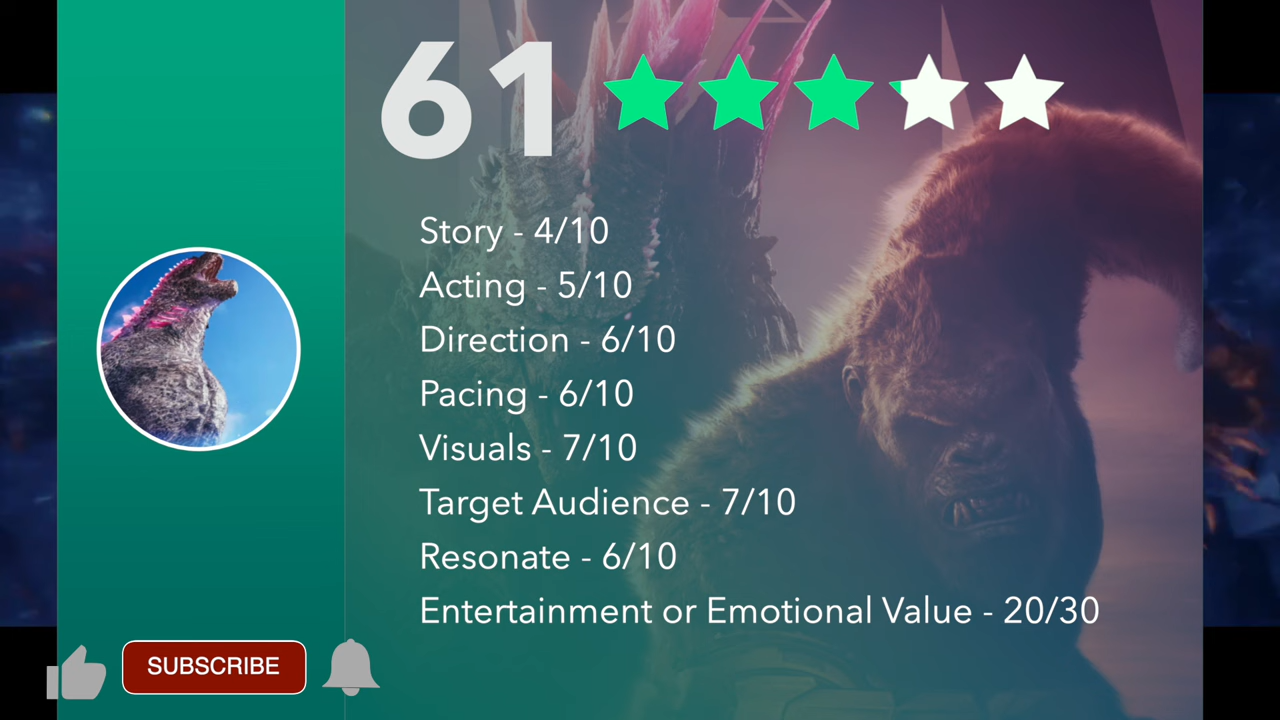 61
Story - 4/10
Acting - 5/10
Direction - 6/10
Pacing - 6/10
Visuals - 7/10
Target Audience - 7/10
Resonate - 6/10
Entertainment or Emotional Value - 20/30
SUBSCRIBE